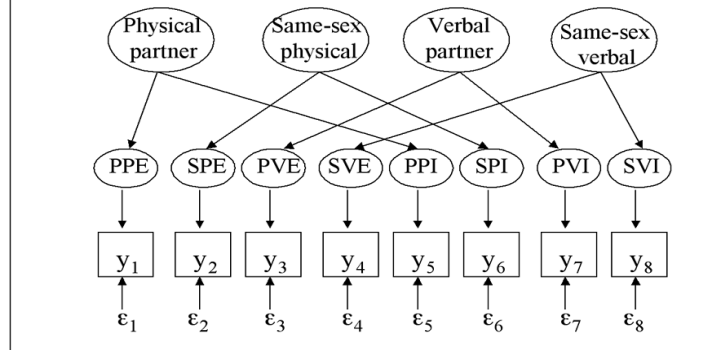 Physical partner
Same-sex physical
Verbal partner
Same-sex verbal
PPE SPE PVE SVE PPI SPI PVI SVI
y1 y2 y3 y4 y5 y6 y7 y8
ε1 ε2 ε3 ε4 ε5 ε6 ε7 ε8